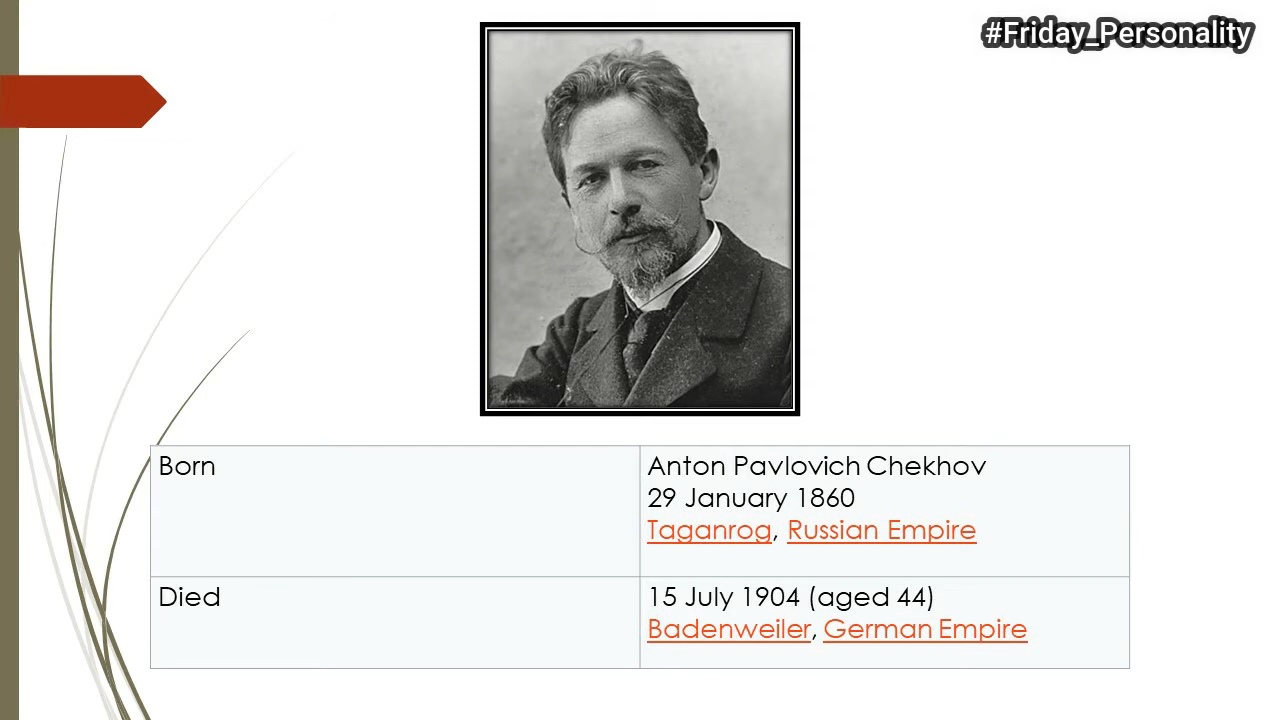 #Friday_Personality
Born
Anton Pavlovich Chekhov
29 January 1860
Taganrog, Russian Empire
Died
15 July 1904 (aged 44)
Badenweiler, German Empire